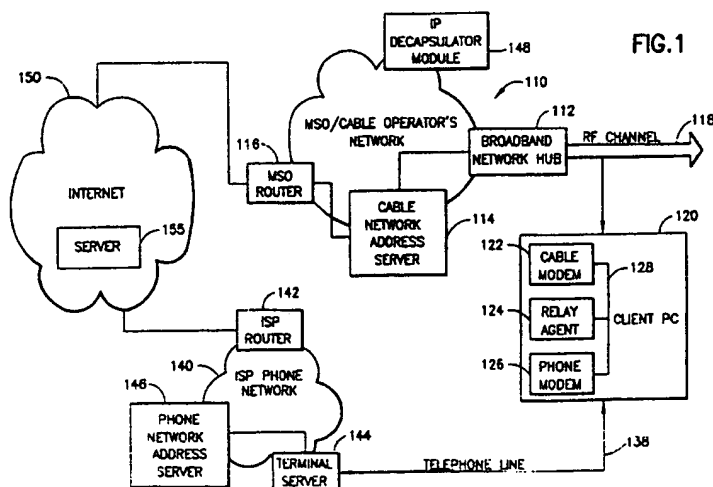 FIG.1
IP
DECAPSULATOR
MODULE
148
150
110
MSO/CABLE OPERATOR'S
NETWORK
112
118
116
BROADBAND
NETWORK HUB
RF CHANNEL
MSO
ROUTER
INTERNET
CABLE
NETWORK
ADDRESS
SERVER
114
SERVER
155
120
122
CABLE
MODEM
128
142
124
RELAY
AGENT
CLIENT PC
ISP
ROUTER
140
ISP PHONE
NETWORK
126
PHONE
MODEM
146
PHONE
NETWORK
ADDRESS
SERVER
144
TERMINAL
SERVER
TELEPHONE LINE
138